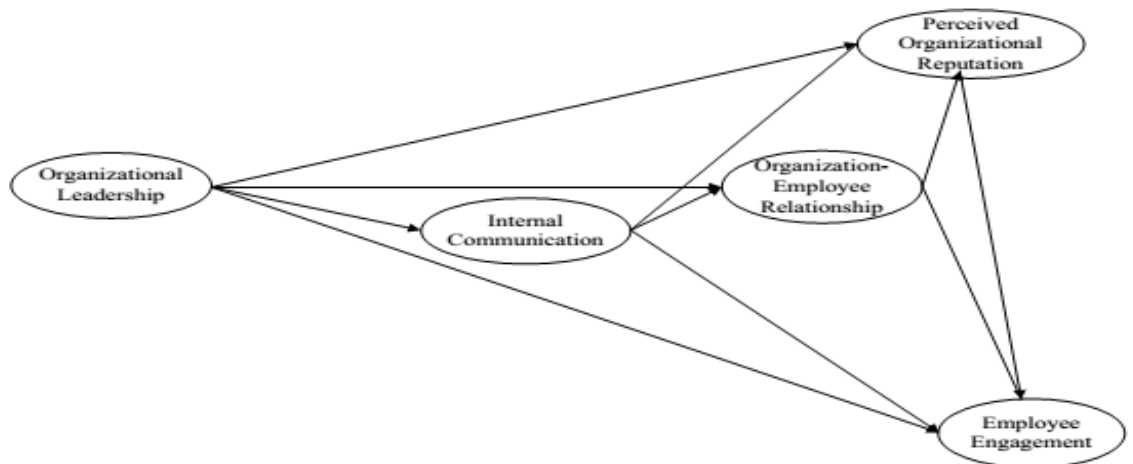 Perceived
Organizational
Reputation
Organizational
Leadership
Organization-
Employee
Relationship
Internal
Communication
Employee
Engagement